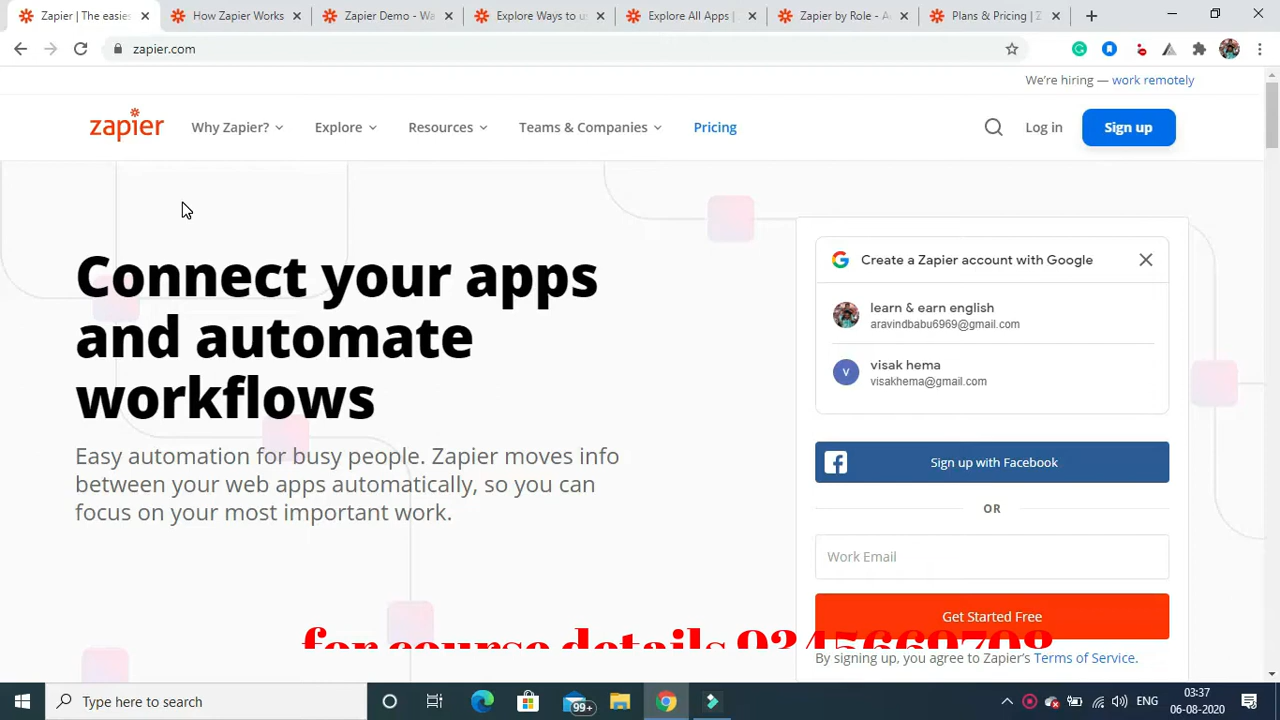 Zapier | The easies
How Zapier Works
Zapier Demo - Wa
Explore Ways to u
Explore All Apps |
Zapier by Role - A
Plans & Pricing | Z
zapier.com
We're hiring — work remotely
zapier
Why Zapier?
Explore
Resources
Teams & Companies
Pricing
Log in
Sign up
Connect your apps
and automate
workflows
Easy automation for busy people. Zapier moves info
between your web apps automatically, so you can
focus on your most important work.
Create a Zapier account with Google
learn & earn english
aravindbabu6969@gmail.com
V
visak hema
visakhema@gmail.com
Sign up with Facebook
OR
Work Email
Get Started Free
for course details 9345669708
By signing up, you agree to Zapier's Terms of Service.
Type here to search
99+
ENG
03:37
06-08-2020